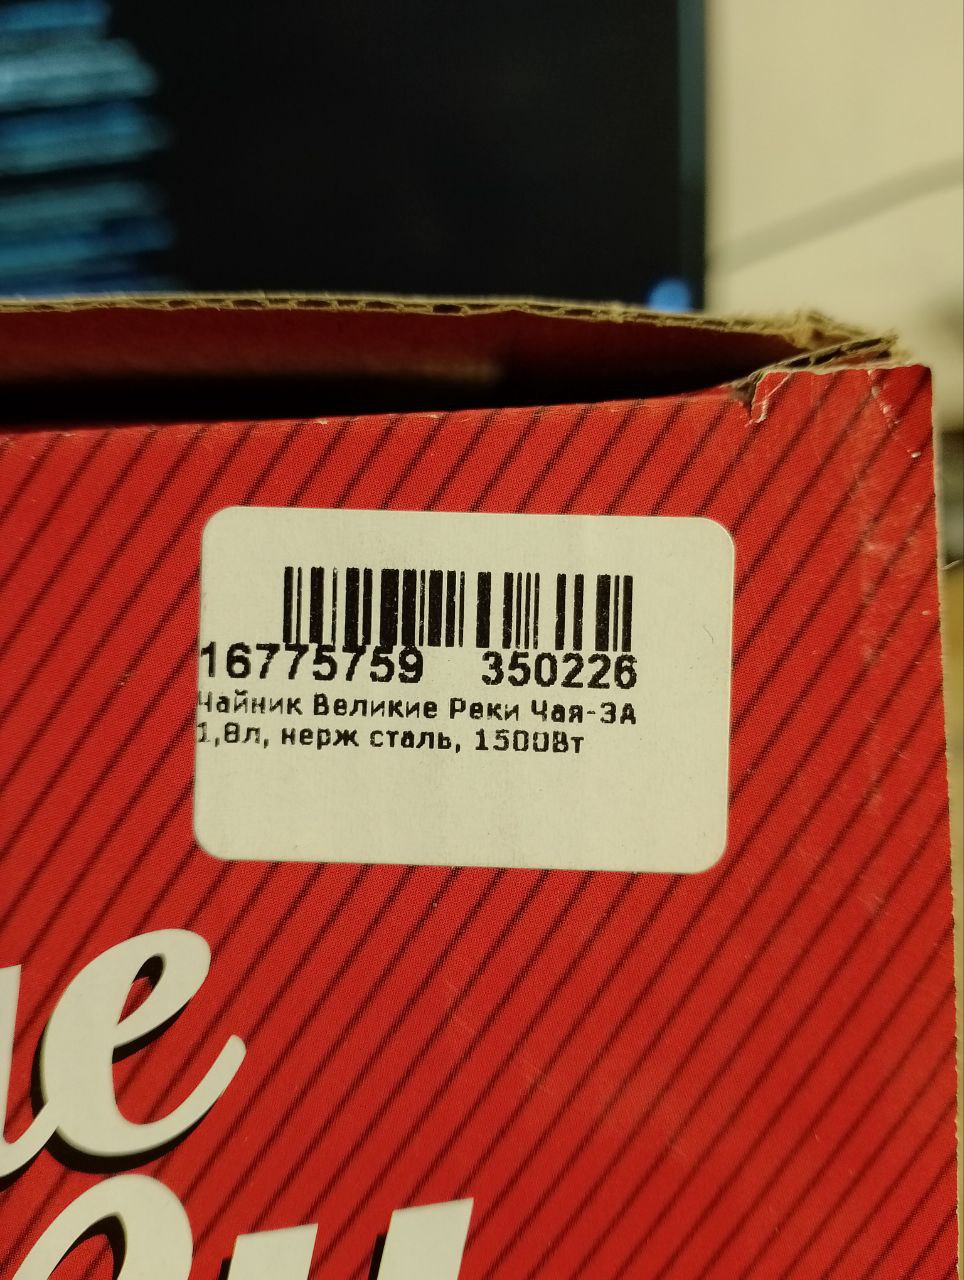 16775759 350226
Чайник Великие Реки Чая-3А
1,8л, нерж сталь, 1500Вт